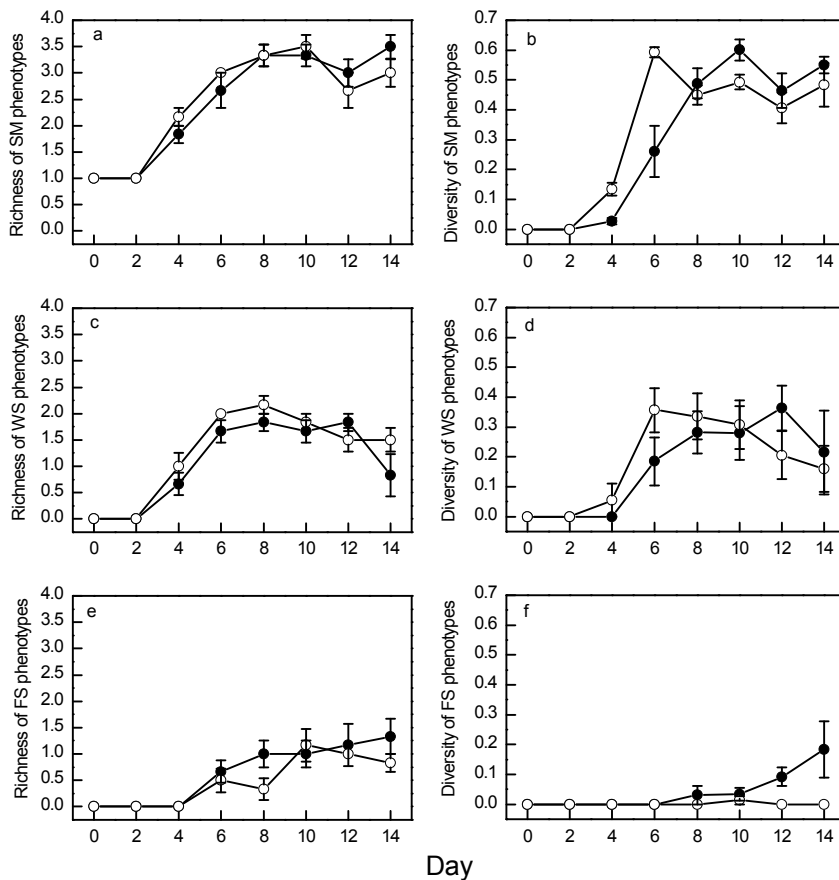 a
Richness of SM phenotypes
4.0
3.5
3.0
2.5
2.0
1.5
1.0
0.5
0.0
0 2 4 6 8 10 12 14
b
Diversity of SM phenotypes
0.7
0.6
0.5
0.4
0.3
0.2
0.1
0.0
0 2 4 6 8 10 12 14
c
Richness of WS phenotypes
4.0
3.5
3.0
2.5
2.0
1.5
1.0
0.5
0.0
0 2 4 6 8 10 12 14
d
Diversity of WS phenotypes
0.7
0.6
0.5
0.4
0.3
0.2
0.1
0.0
0 2 4 6 8 10 12 14
e
Richness of FS phenotypes
4.0
3.5
3.0
2.5
2.0
1.5
1.0
0.5
0.0
0 2 4 6 8 10 12 14
f
Diversity of FS phenotypes
0.7
0.6
0.5
0.4
0.3
0.2
0.1
0.0
0 2 4 6 8 10 12 14
Day